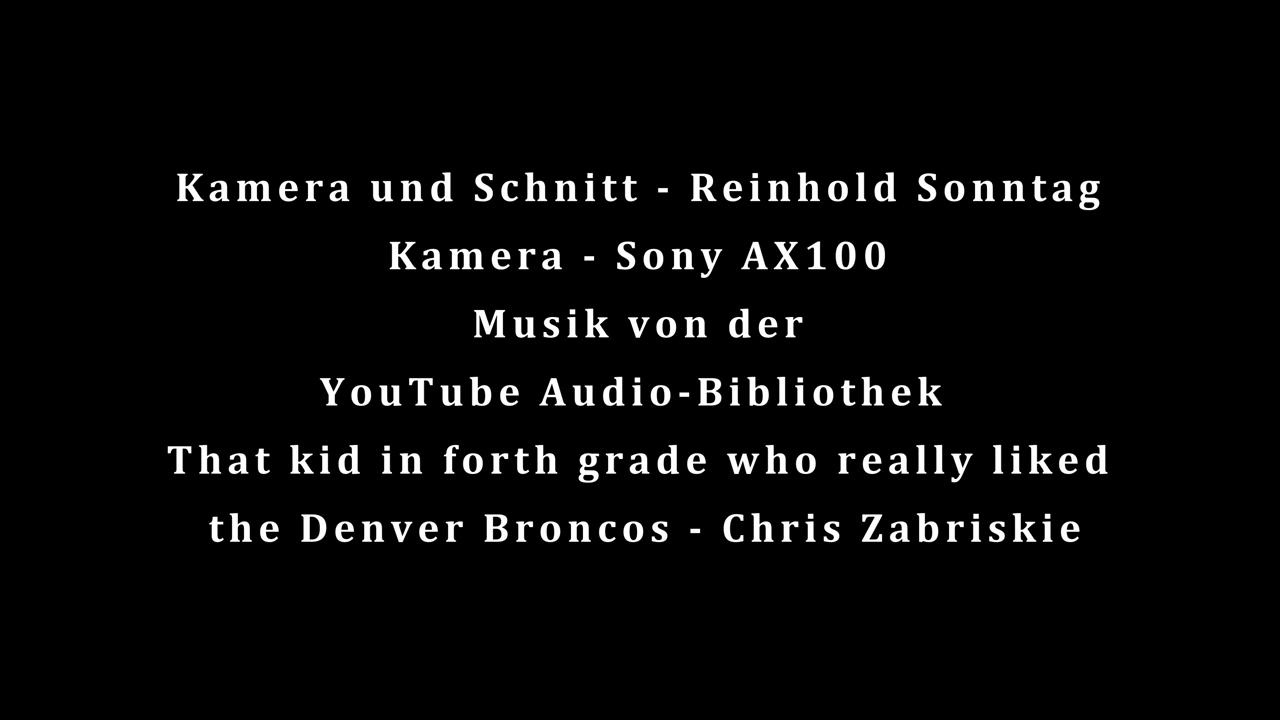 Kamera und Schnitt - Reinhold Sonntag
Kamera - Sony AX100
Musik von der
YouTube Audio-Bibliothek
That kid in forth grade who really liked
the Denver Broncos - Chris Zabriskie